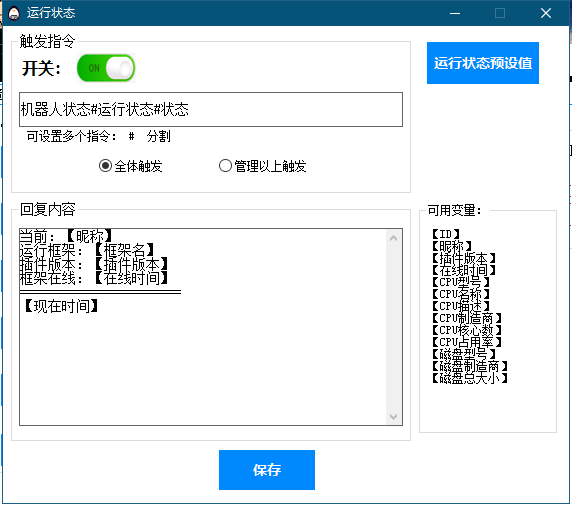 运行状态
触发指令
开关：
ON
运行状态预设值
机器人状态#运行状态#状态
可设置多个指令： # 分割
全体触发
管理以上触发
回复内容
当前：【昵称】
运行框架：【框架名】
插件版本：【插件版本】
框架在线：【在线时间】
════════════
【现在时间】
可用变量：
【ID】
【昵称】
【插件版本】
【在线时间】
【CPU型号】
【CPU名称】
【CPU描述】
【CPU制造商】
【CPU核心数】
【CPU占用率】
【磁盘型号】
【磁盘制造商】
【磁盘总大小】
保存